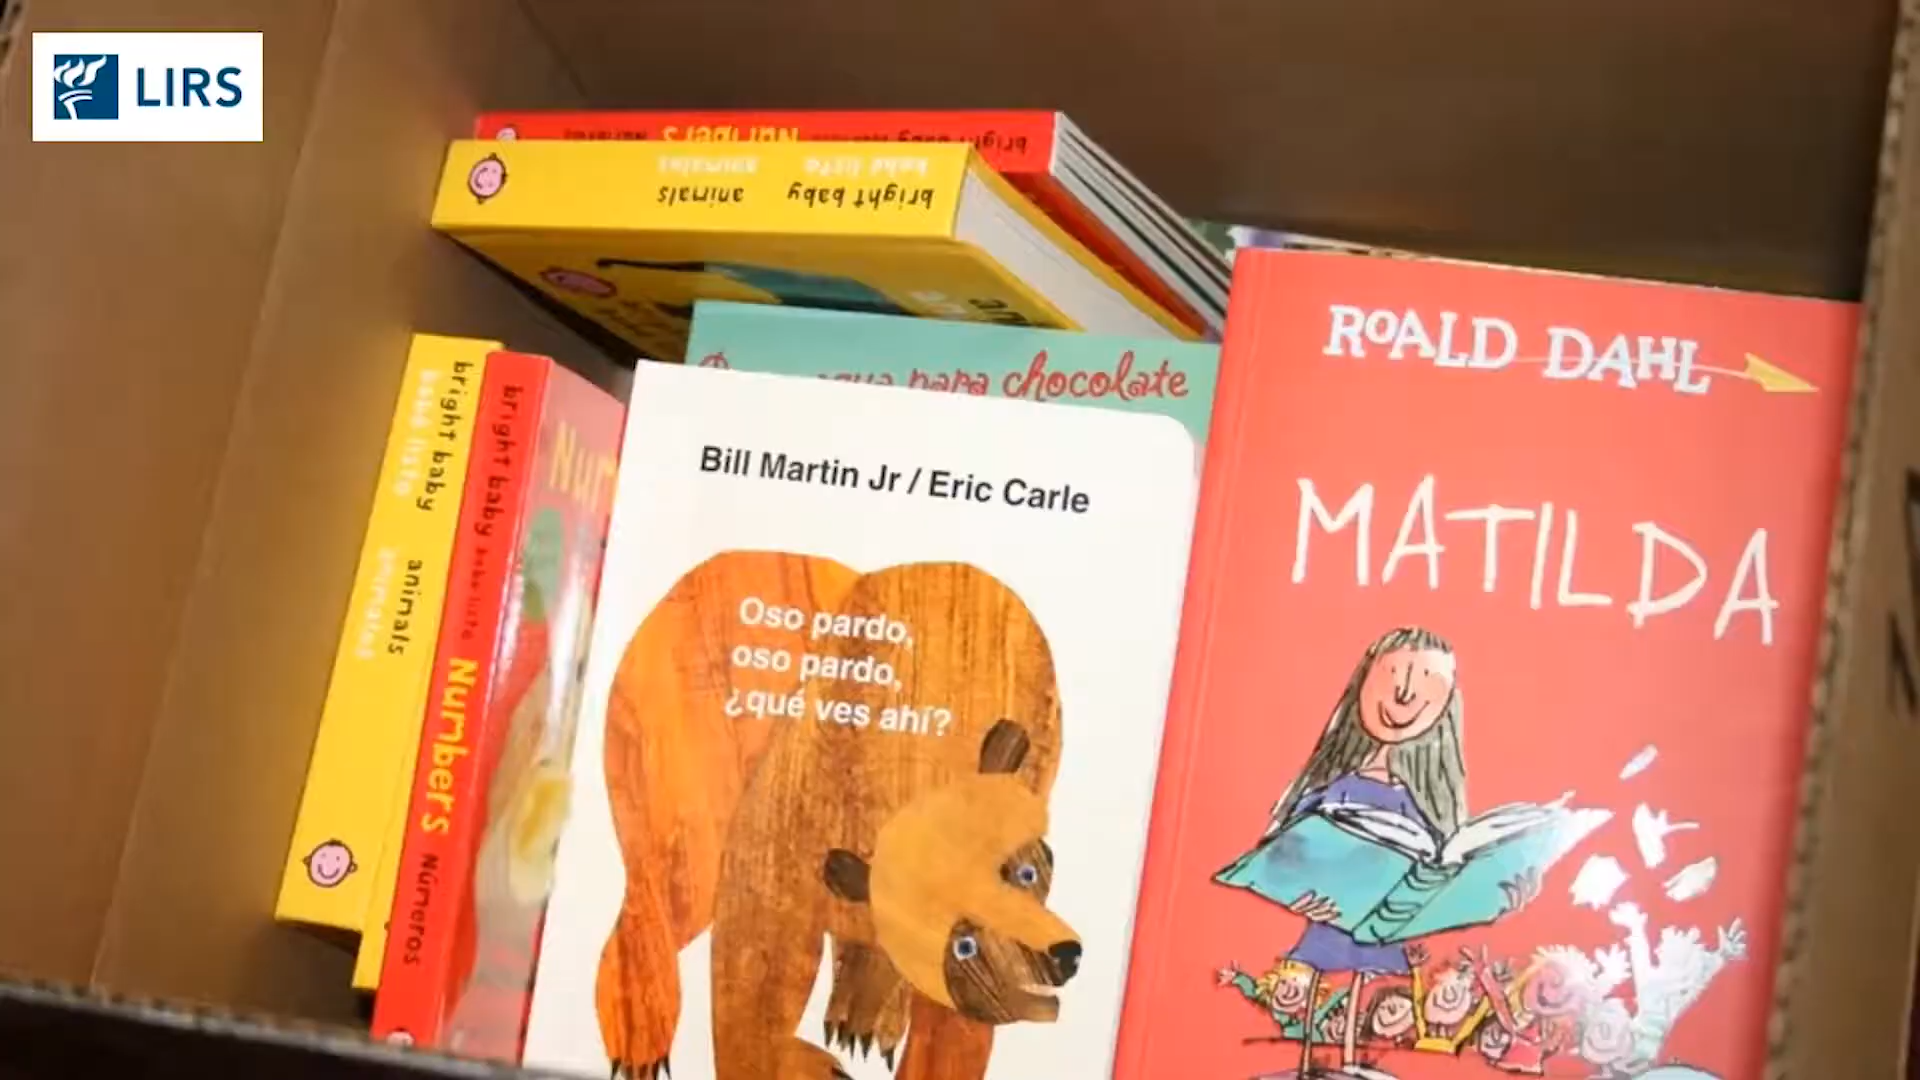 LIRS
bright baby Numbers
bright baby animals
bebé listo animales
para chocolate
bright baby animals
bebé listo animales
bright baby bebé listo Numbers Números
Bill Martin Jr / Eric Carle
Oso pardo,
oso pardo,
¿qué ves ahí?
ROALD DAHL
MATILDA